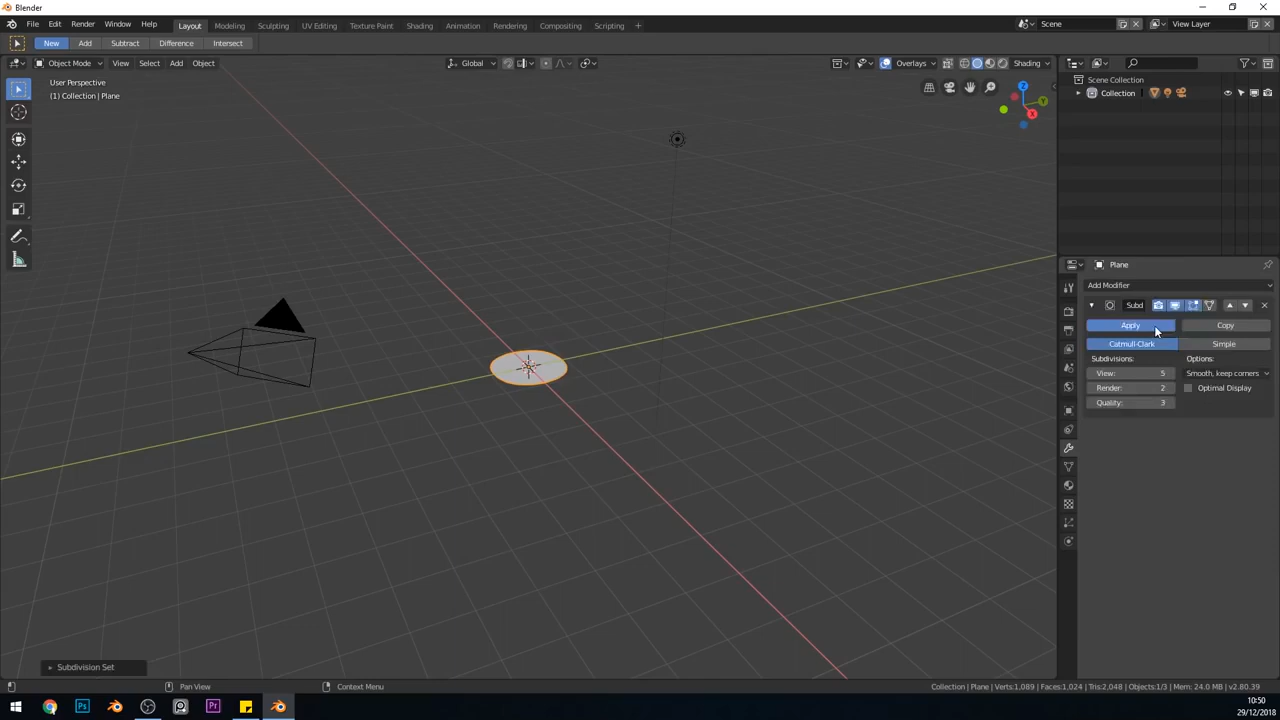 Blender
File Edit Render Window Help
Layout Modeling Sculpting UV Editing Texture Paint Shading Animation Rendering Compositing Scripting +
Scene
View Layer
New Add Subtract Difference Intersect
Object Mode View Select Add Object
Global
Overlays
Shading
User Perspective
(1) Collection | Plane
Z
Y
X
Scene Collection
Collection
Plane
Add Modifier
Subd
Apply Copy
Catmull-Clark Simple
Subdivisions: Options:
View: 5 Smooth, keep corners
Render: 2 Optimal Display
Quality: 3
Subdivision Set
Pan View
Context Menu
Collection | Plane | Verts:1,089 | Faces:1,024 | Tris:2,048 | Objects:1/3 | Mem: 24.0 MB | v2.80.39
Ps
Pr
10:50
29/12/2018